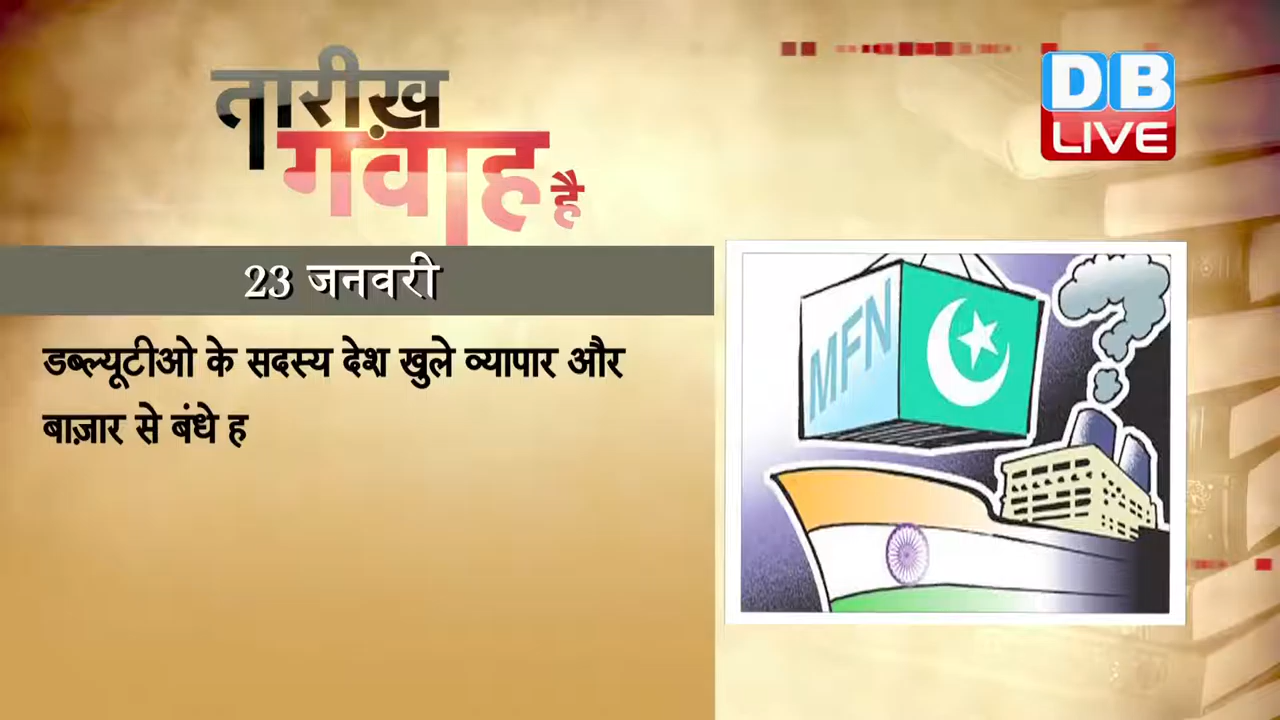 तारीख़
गवाह है
DB
LIVE
23 जनवरी
डब्ल्यूटीओ के सदस्य देश खुले व्यापार और
बाज़ार से बंधे ह
MFN